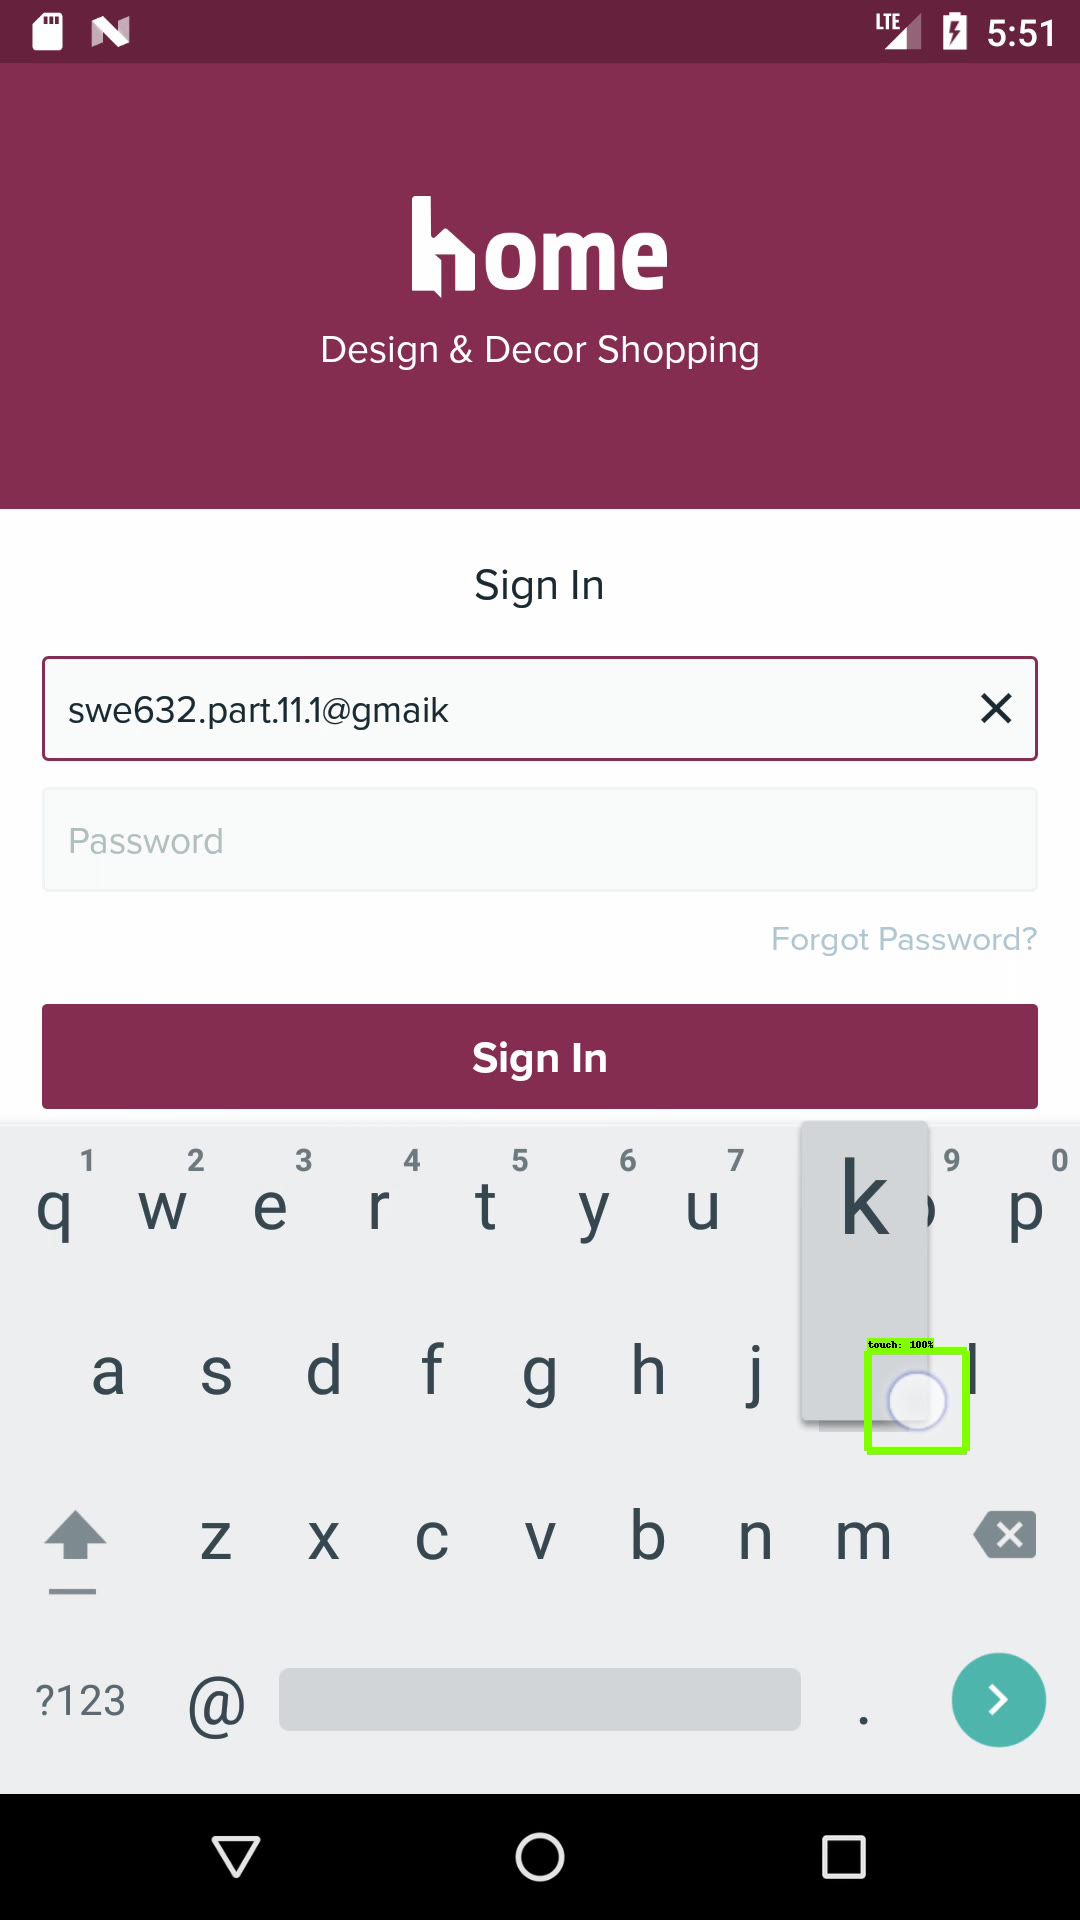 LTE 5:51
home
Design & Decor Shopping
Sign In
swe632.part.11.1@gmaik
Password
Forgot Password?
Sign In
1 2 3 4 5 6 7 9 0
q w e r t y u k p
touch: 100%
a s d f g h j l
z x c v b n m
?123 @ .